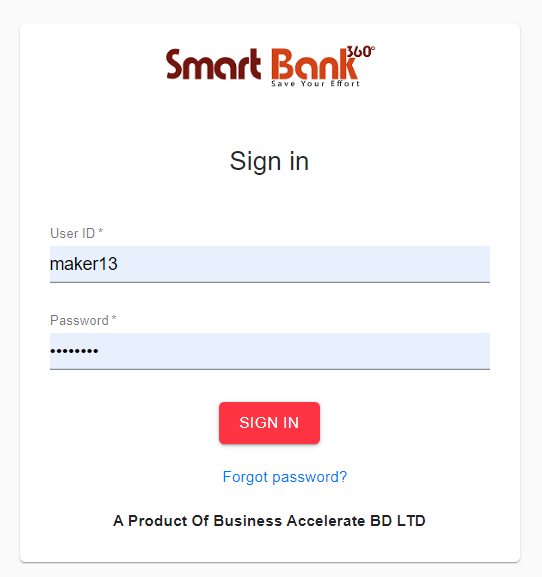 Smart Bank 360°
Save Your Effort
Sign in
User ID *
maker13
Password *
••••••••
SIGN IN
Forgot password?
A Product Of Business Accelerate BD LTD